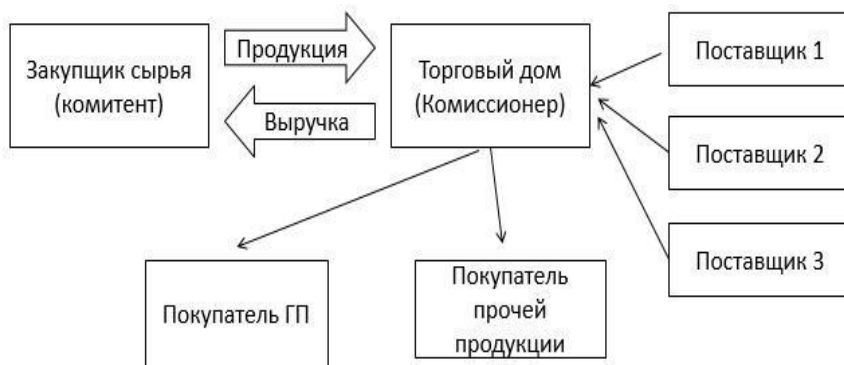 Закупщик сырья
(комитент)
Продукция
Выручка
Торговый дом
(Комиссионер)
Поставщик 1
Поставщик 2
Поставщик 3
Покупатель ГП
Покупатель
прочей
продукции